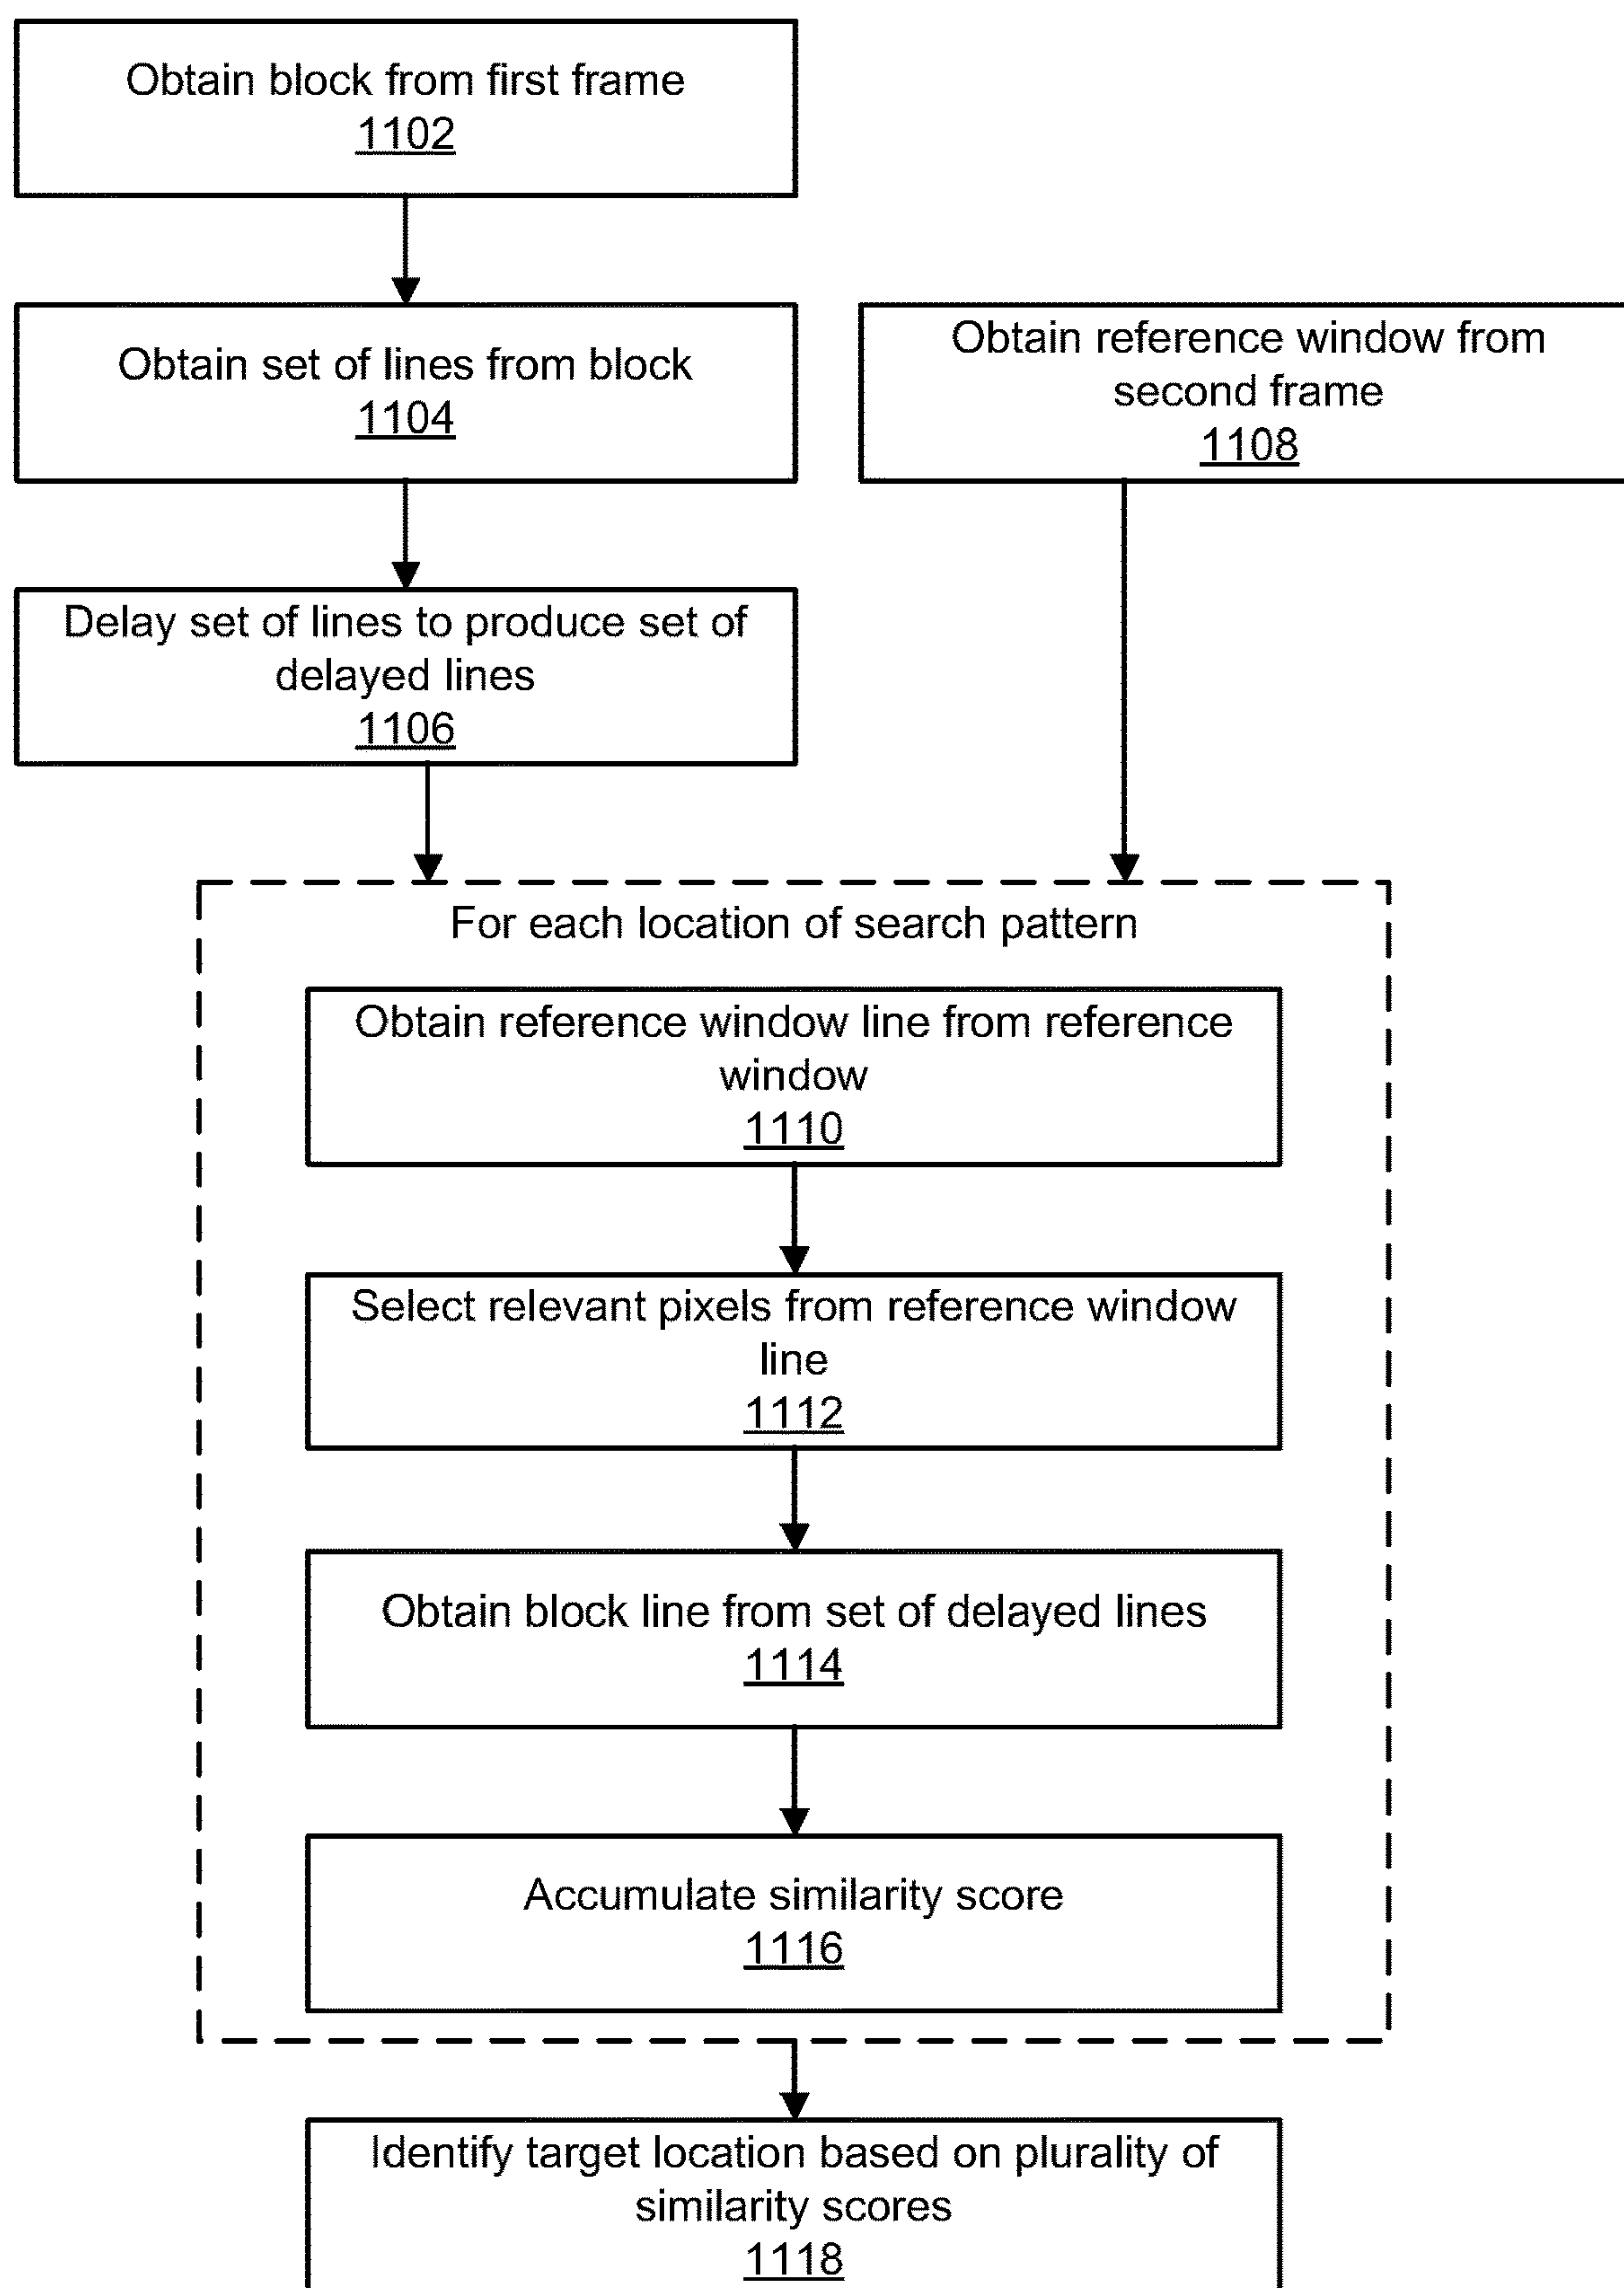 Obtain block from first frame
1102
Obtain set of lines from block
1104
Obtain reference window from
second frame
1108
Delay set of lines to produce set of
delayed lines
1106
For each location of search pattern
Obtain reference window line from reference
window
1110
Select relevant pixels from reference window
line
1112
Obtain block line from set of delayed lines
1114
Accumulate similarity score
1116
Identify target location based on plurality of
similarity scores
1118